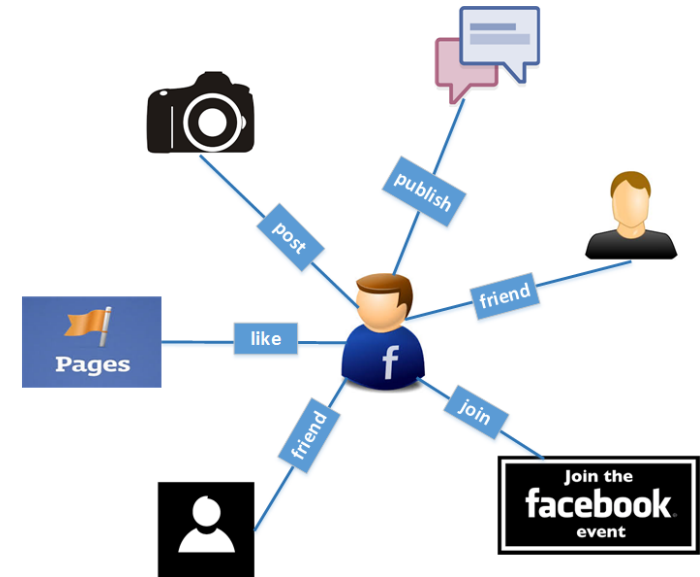 publish
post
friend
like
Pages
f
join
friend
Join the
facebook
event